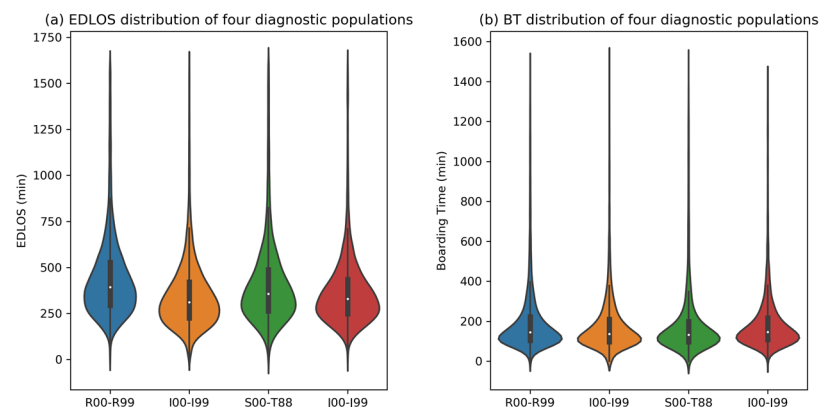 (a) EDLOS distribution of four diagnostic populations
EDLOS (min)
1750
1500
1250
1000
750
500
250
0
R00-R99 I00-I99 S00-T88 I00-I99
(b) BT distribution of four diagnostic populations
Boarding Time (min)
1600
1400
1200
1000
800
600
400
200
0
R00-R99 I00-I99 S00-T88 I00-I99